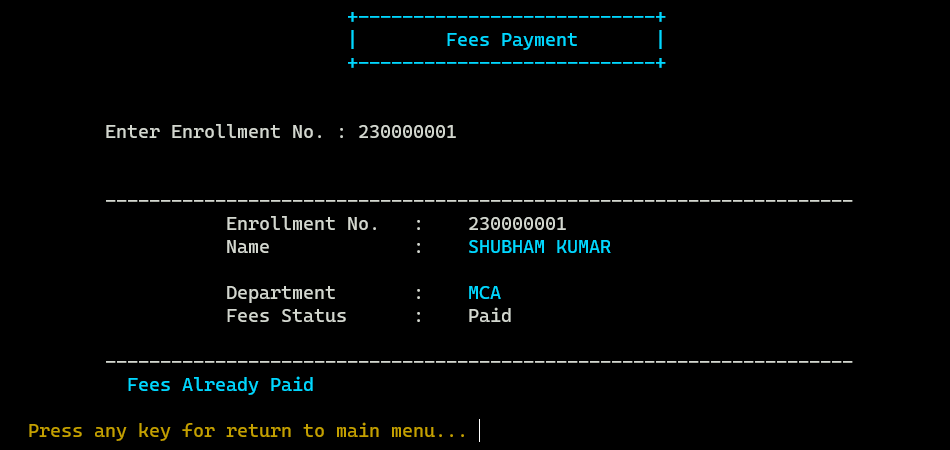 +---------------------------+
|        Fees Payment       |
+---------------------------+
Enter Enrollment No. : 230000001
--------------------------------------------------------------------
Enrollment No.   :    230000001
Name             :    SHUBHAM KUMAR
Department       :    MCA
Fees Status      :    Paid
--------------------------------------------------------------------
Fees Already Paid
Press any key for return to main menu...